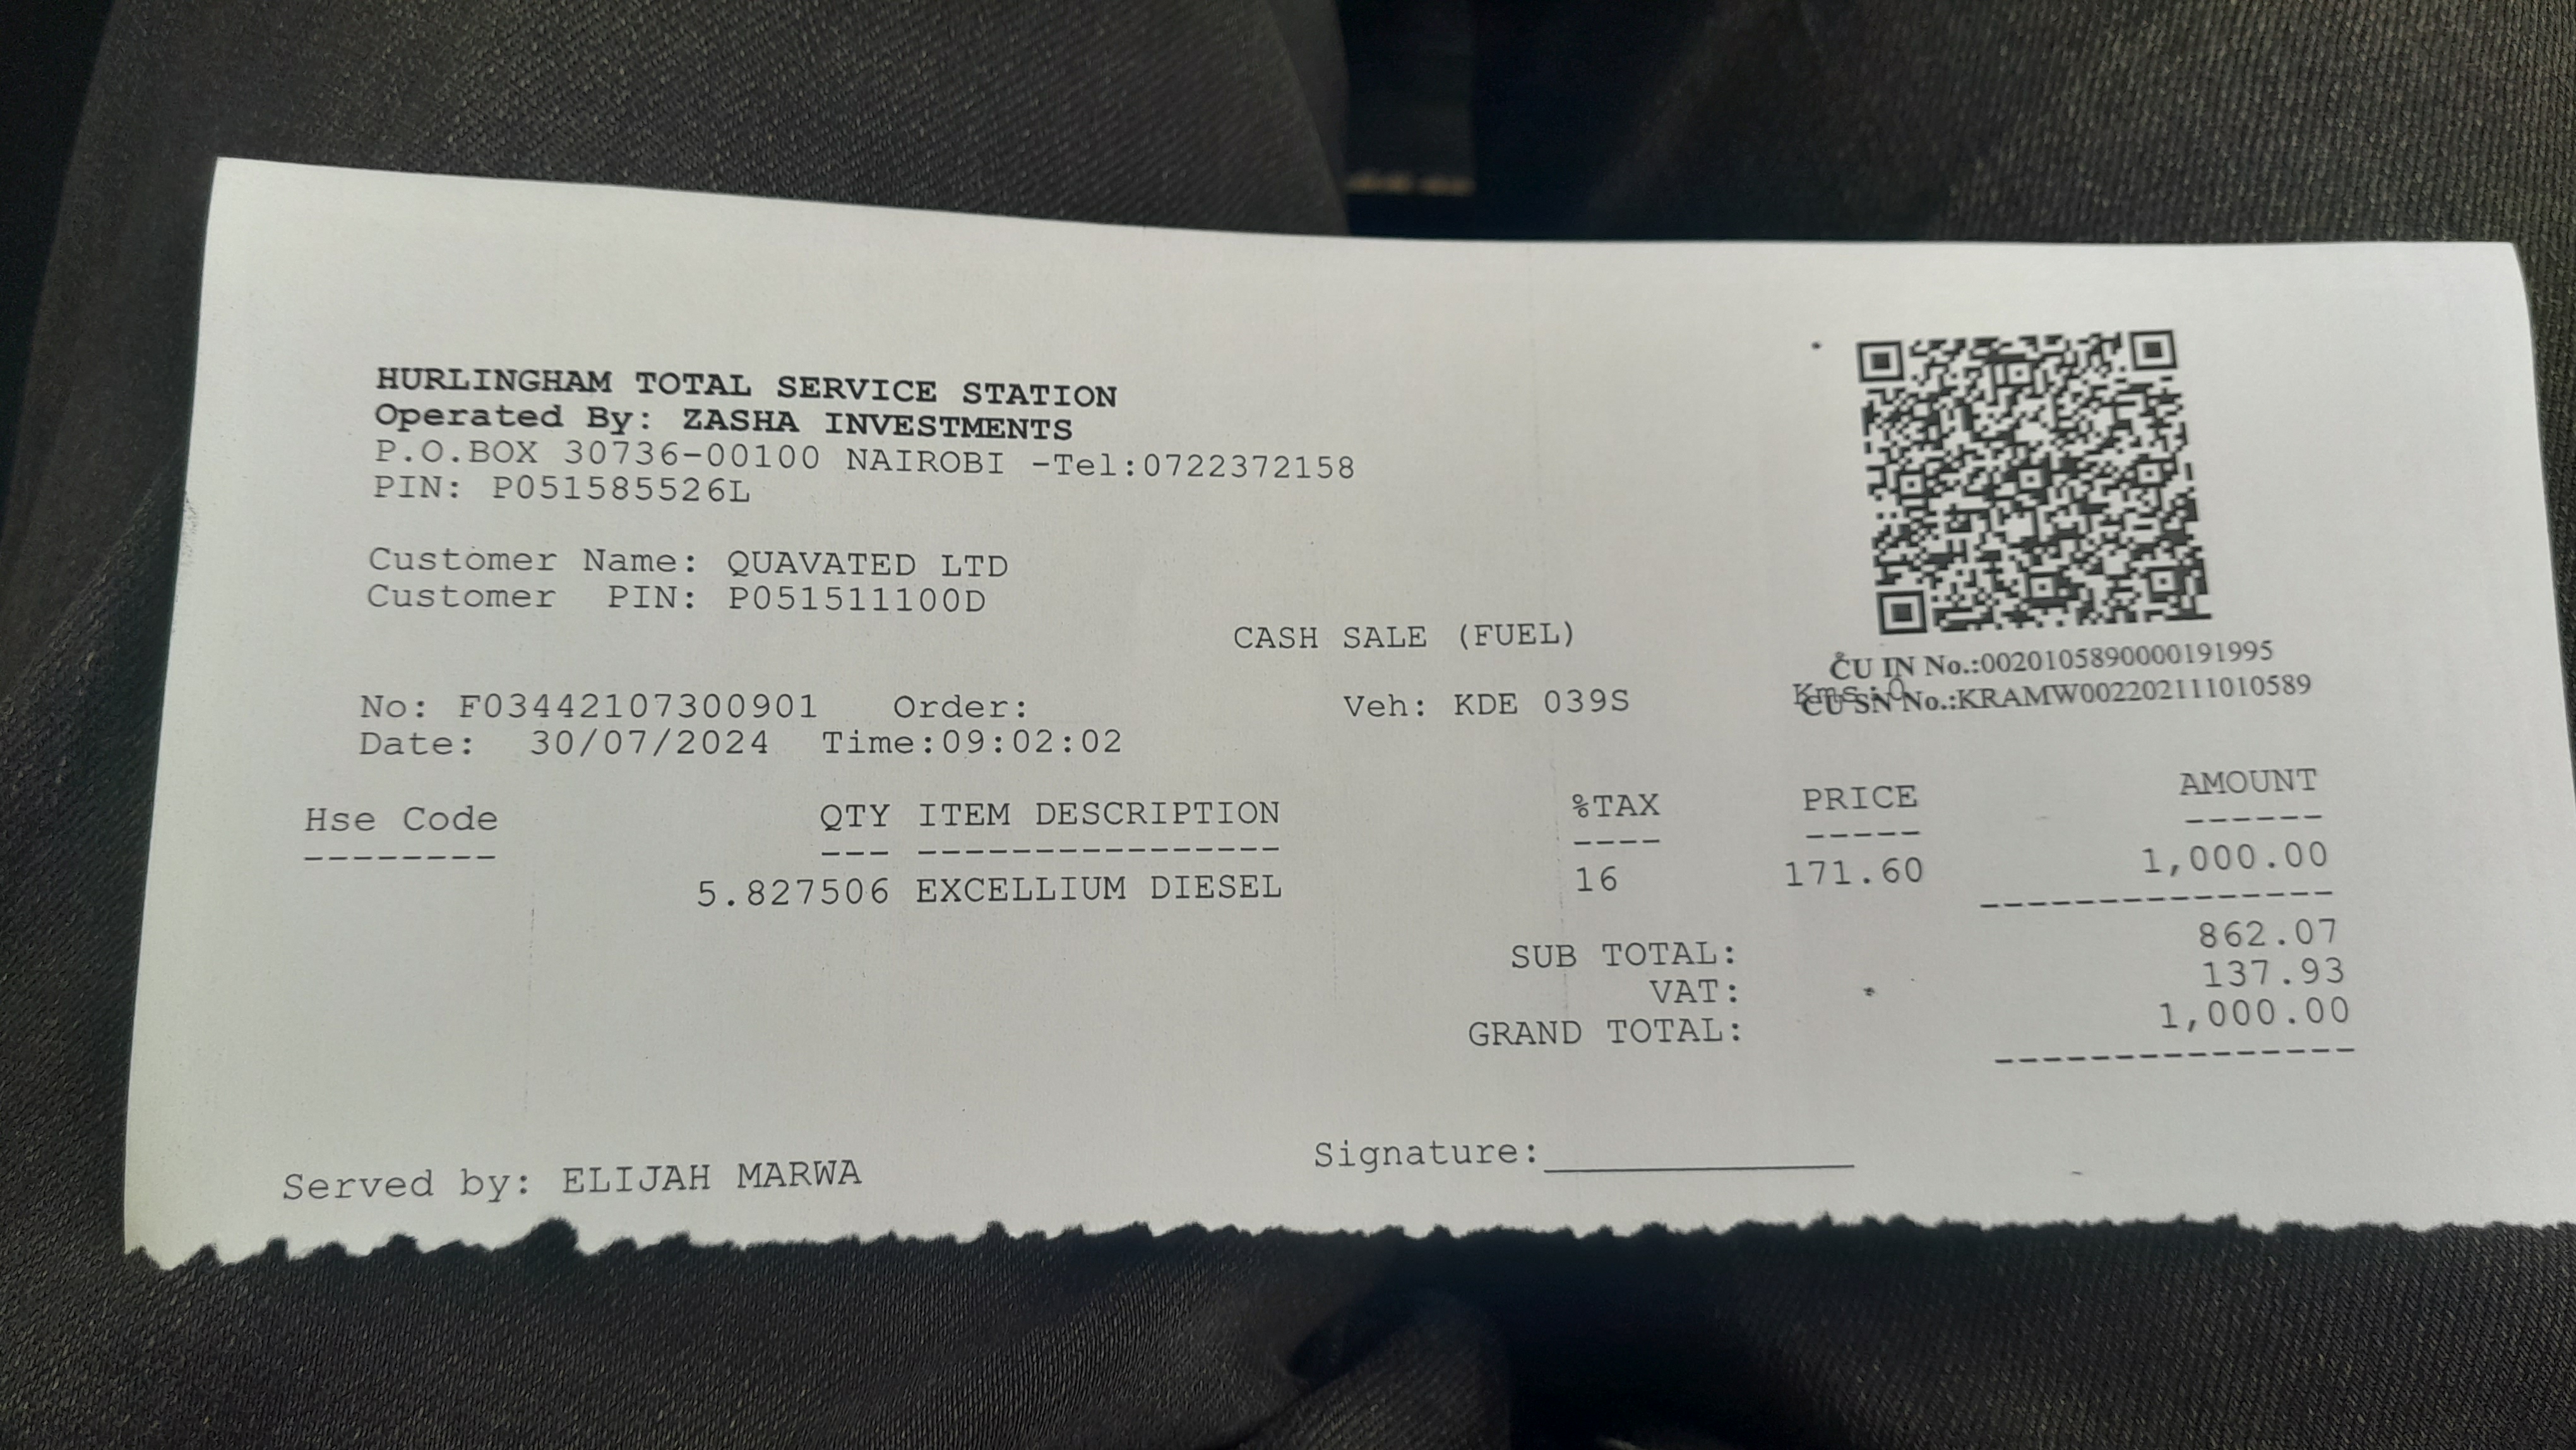 HURLINGHAM TOTAL SERVICE STATION
Operated By: ZASHA INVESTMENTS
P.O.BOX 30736-00100 NAIROBI -Tel:0722372158
PIN: P051585526L
Customer Name: QUAVATED LTD
Customer PIN: P051511100D
CASH SALE (FUEL)
CU IN No.:0020105890000191995
No: F03442107300901 Order: Veh: KDE 039S Kms: 0
CU SN No.:KRAMW002202111010589
Date: 30/07/2024 Time:09:02:02
Hse Code QTY ITEM DESCRIPTION %TAX PRICE AMOUNT
-------- --- ---------------- ---- ----- ------
5.827506 EXCELLIUM DIESEL 16 171.60 1,000.00
SUB TOTAL: 862.07
VAT: 137.93
GRAND TOTAL: 1,000.00
Served by: ELIJAH MARWA Signature: